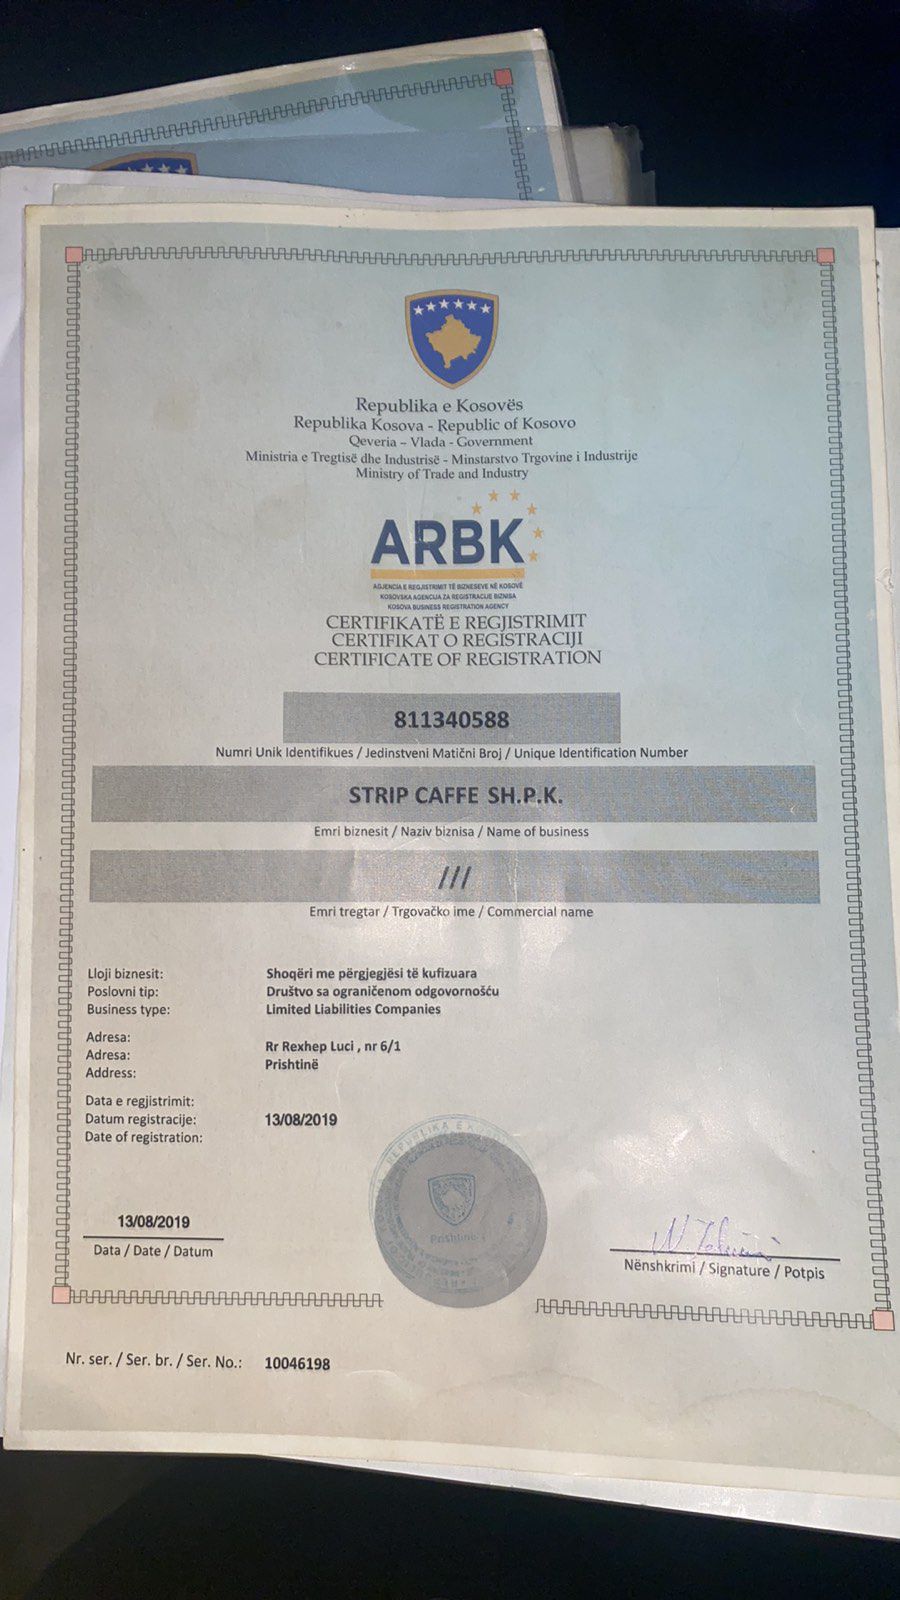 Republika e Kosovës
Republika Kosova - Republic of Kosovo
Qeveria – Vlada - Government
Ministria e Tregtisë dhe Industrisë - Minstarstvo Trgovine i Industrije
Ministry of Trade and Industry
ARBK
AGJENCIA E REGJISTRIMIT TË BIZNESEVE NË KOSOVË
KOSOVSKA AGENCIJA ZA REGISTRACIJE BIZNISA
KOSOVA BUSINESS REGISTRATION AGENCY
CERTIFIKATË E REGJISTRIMIT
CERTIFIKAT O REGISTRACIJI
CERTIFICATE OF REGISTRATION
811340588
Numri Unik Identifikues / Jedinstveni Matični Broj / Unique Identification Number
STRIP CAFFE SH.P.K.
Emri biznesit / Naziv biznisa / Name of business
///
Emri tregtar / Trgovačko ime / Commercial name
Lloji biznesit: Shoqëri me përgjegjësi të kufizuara
Poslovni tip: Društvo sa ograničenom odgovornošću
Business type: Limited Liabilities Companies
Adresa:
Adresa: Rr Rexhep Luci , nr 6/1
Address: Prishtinë
Data e regjistrimit:
Datum registracije: 13/08/2019
Date of registration:
Prishtinë
13/08/2019
Data / Date / Datum
Nënshkrimi / Signature / Potpis
Nr. ser. / Ser. br. / Ser. No.: 10046198